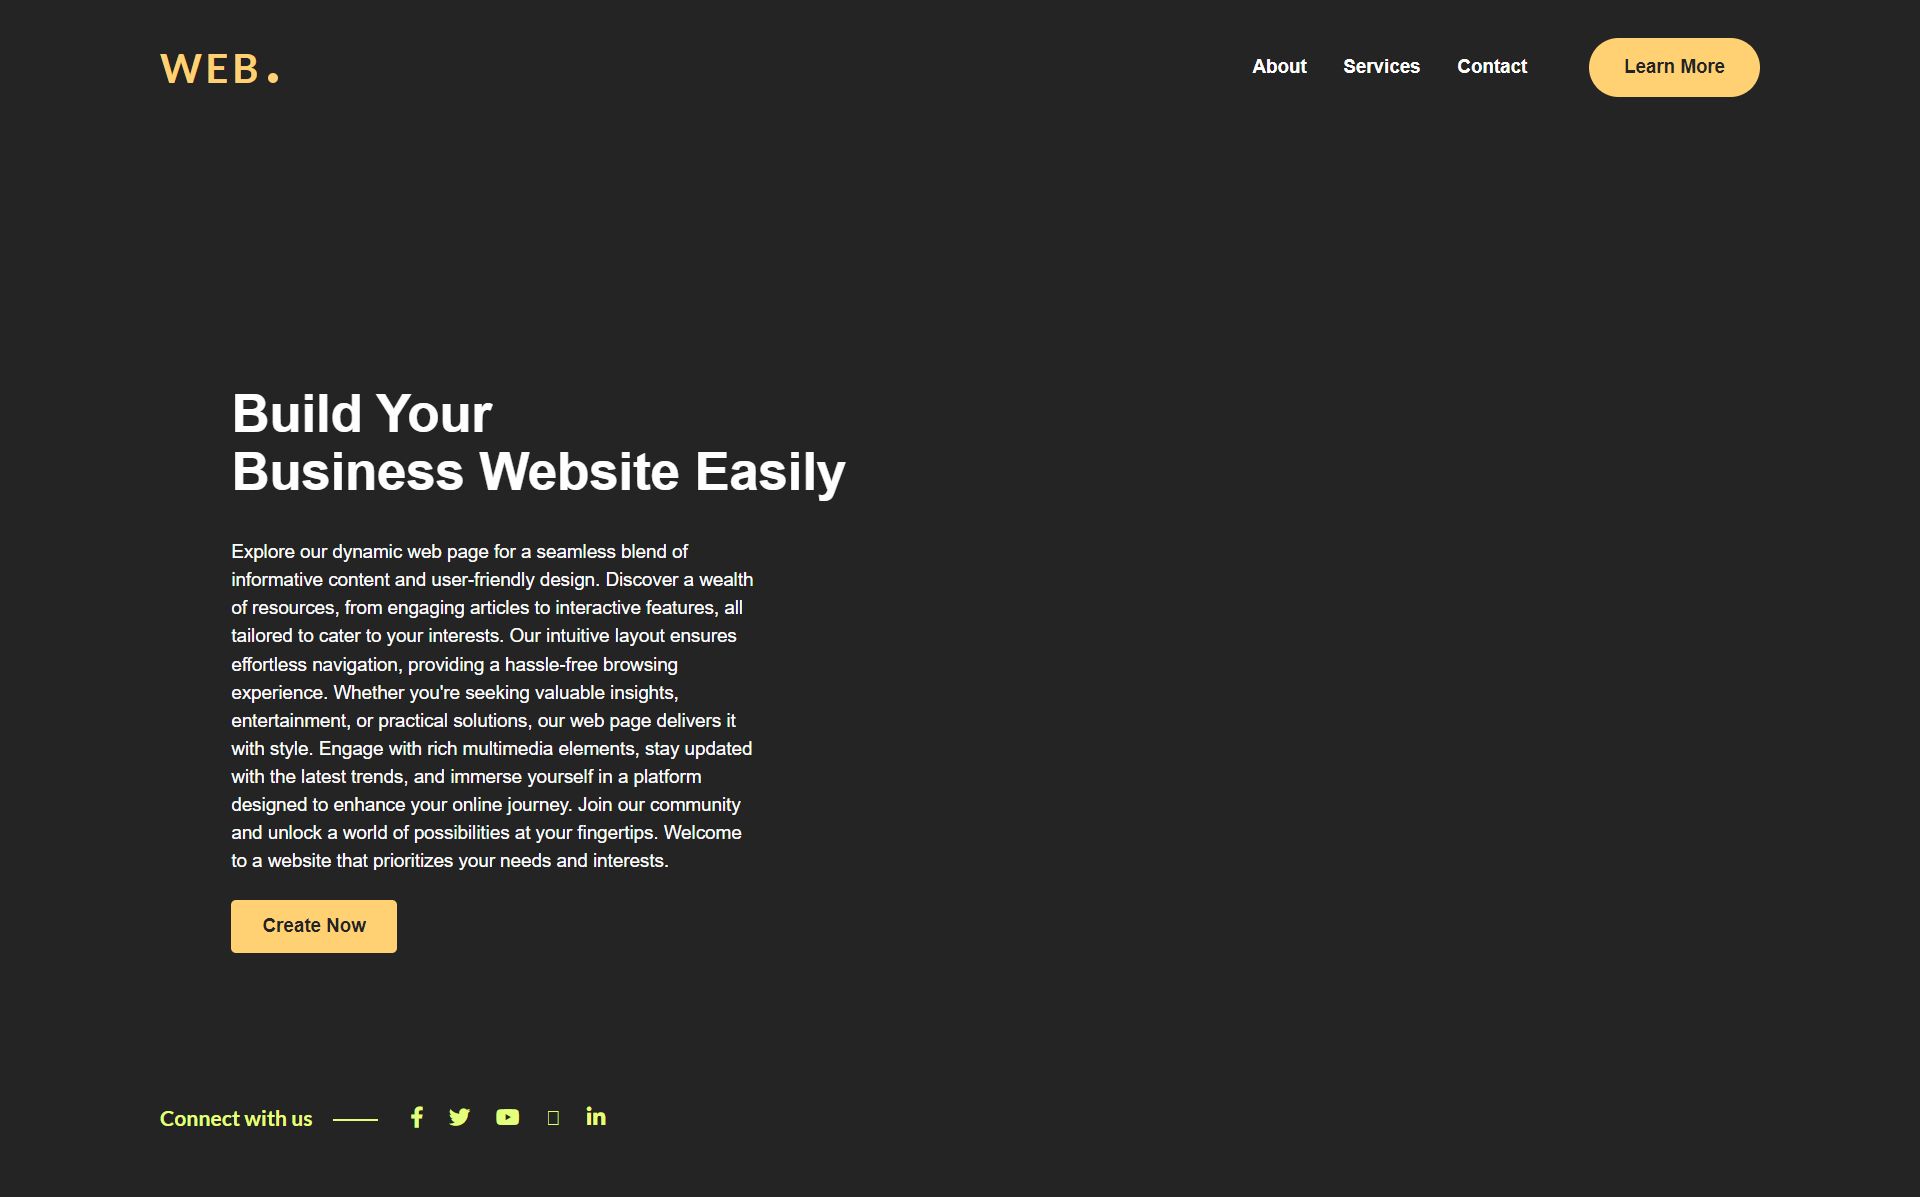 WEB.
About Services Contact Learn More
Build Your
Business Website Easily
Explore our dynamic web page for a seamless blend of
informative content and user-friendly design. Discover a wealth
of resources, from engaging articles to interactive features, all
tailored to cater to your interests. Our intuitive layout ensures
effortless navigation, providing a hassle-free browsing
experience. Whether you're seeking valuable insights,
entertainment, or practical solutions, our web page delivers it
with style. Engage with rich multimedia elements, stay updated
with the latest trends, and immerse yourself in a platform
designed to enhance your online journey. Join our community
and unlock a world of possibilities at your fingertips. Welcome
to a website that prioritizes your needs and interests.
Create Now
Connect with us